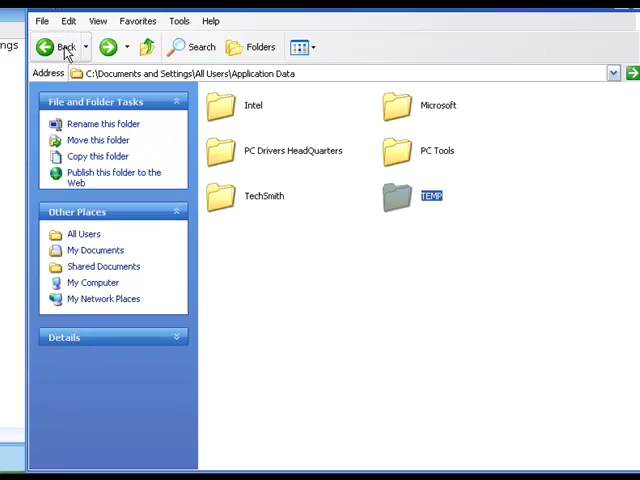 File Edit View Favorites Tools Help
ngs
Back Search Folders
Address C:\Documents and Settings\All Users\Application Data
File and Folder Tasks
Rename this folder
Move this folder
Copy this folder
Publish this folder to the
Web
Other Places
All Users
My Documents
Shared Documents
My Computer
My Network Places
Details
Intel Microsoft
PC Drivers HeadQuarters PC Tools
TechSmith TEMP